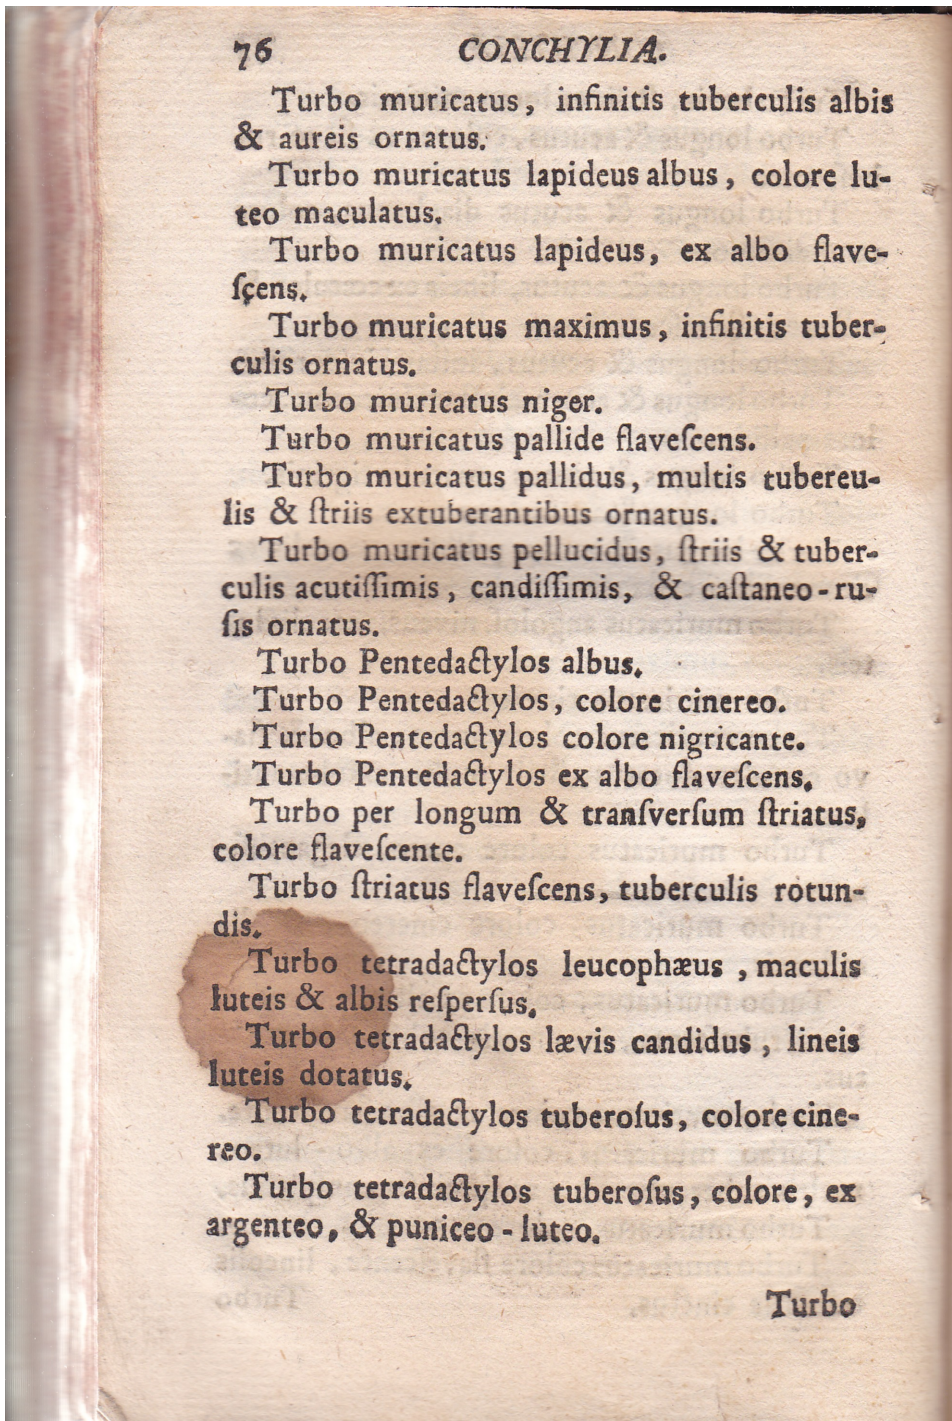 76 CONCHYLIA.
Turbo muricatus, infinitis tuberculis albis
& aureis ornatus.
Turbo muricatus lapideus albus, colore lu-
teo maculatus.
Turbo muricatus lapideus, ex albo flave-
ſçens.
Turbo muricatus maximus, infinitis tuber-
culis ornatus.
Turbo muricatus niger.
Turbo muricatus pallide flaveſcens.
Turbo muricatus pallidus, multis tubereu-
lis & ſtriis extuberantibus ornatus.
Turbo muricatus pellucidus, ſtriis & tuber-
culis acutiſſimis, candiſſimis, & caſtaneo-ru-
ſis ornatus.
Turbo Pentedactylos albus.
Turbo Pentedactylos, colore cinereo.
Turbo Pentedactylos colore nigricante.
Turbo Pentedactylos ex albo flaveſcens.
Turbo per longum & tranſverſum ſtriatus,
colore flaveſcente.
Turbo ſtriatus flaveſcens, tuberculis rotun-
dis.
Turbo tetradactylos leucophæus, maculis
luteis & albis reſperſus.
Turbo tetradactylos lævis candidus, lineis
luteis dotatus.
Turbo tetradactylos tuberoſus, colore cine-
reo.
Turbo tetradactylos tuberoſus, colore, ex
argenteo, & puniceo-luteo.
Turbo